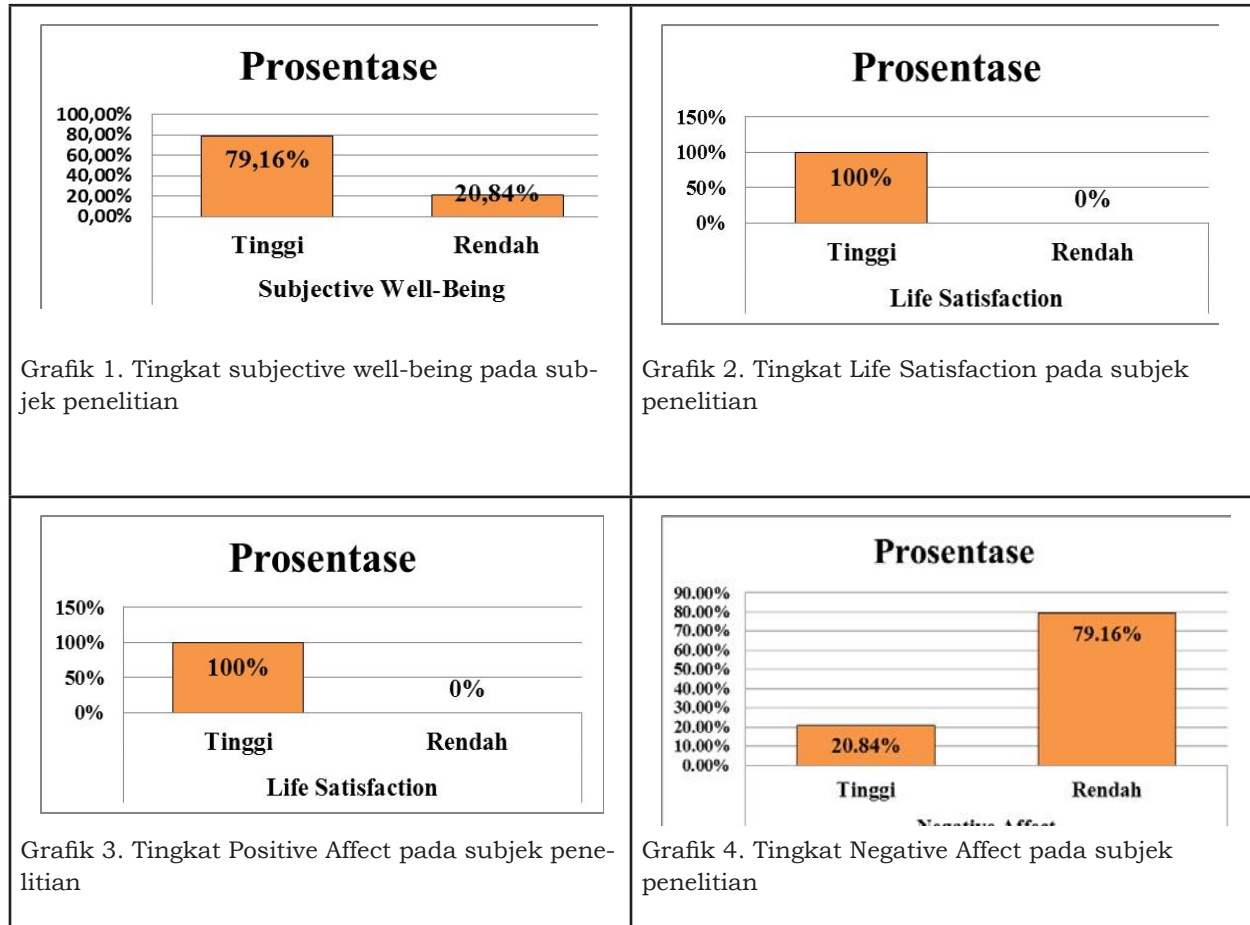 Prosentase
100,00%
80,00%
60,00%
40,00%
20,00%
0,00%
79,16%
20,84%
Tinggi Rendah
Subjective Well-Being
Grafik 1. Tingkat subjective well-being pada sub-
jek penelitian
Prosentase
150%
100%
50%
0%
100%
0%
Tinggi Rendah
Life Satisfaction
Grafik 2. Tingkat Life Satisfaction pada subjek
penelitian
Prosentase
150%
100%
50%
0%
100%
0%
Tinggi Rendah
Life Satisfaction
Grafik 3. Tingkat Positive Affect pada subjek pene-
litian
Prosentase
90.00%
80.00%
70.00%
60.00%
50.00%
40.00%
30.00%
20.00%
10.00%
0.00%
20.84%
79.16%
Tinggi Rendah
Negative Affect
Grafik 4. Tingkat Negative Affect pada subjek
penelitian